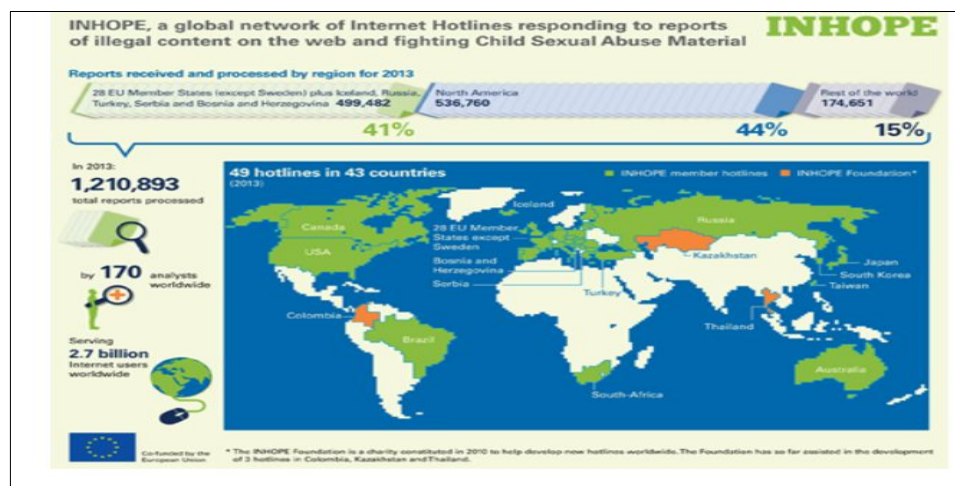 INHOPE, a global network of Internet Hotlines responding to reports
of illegal content on the web and fighting Child Sexual Abuse Material
INHOPE
Reports received and processed by region for 2013
28 EU Member States (except Sweden) plus Iceland, Russia,
Turkey, Serbia and Bosnia and Herzegovina 499,482
41%
North America
536,760
44%
Rest of the world
174,651
15%
In 2013:
1,210,893
total reports processed
by 170 analysts
worldwide
Serving
2.7 billion
Internet users
worldwide
49 hotlines in 43 countries
(2013)
INHOPE member hotlines
INHOPE Foundation*
Iceland
Canada
Russia
28 EU Member
States except
Sweden
USA
Kazakhstan
Bosnia and
Herzegovina
Japan
South Korea
Serbia
Taiwan
Turkey
Colombia
Thailand
Brazil
Australia
South-Africa
Co-funded by the
European Union
* The INHOPE Foundation is a charity constituted in 2010 to help develop new hotlines worldwide. The Foundation has so far assisted in the development
of 3 hotlines in Colombia, Kazakhstan and Thailand.